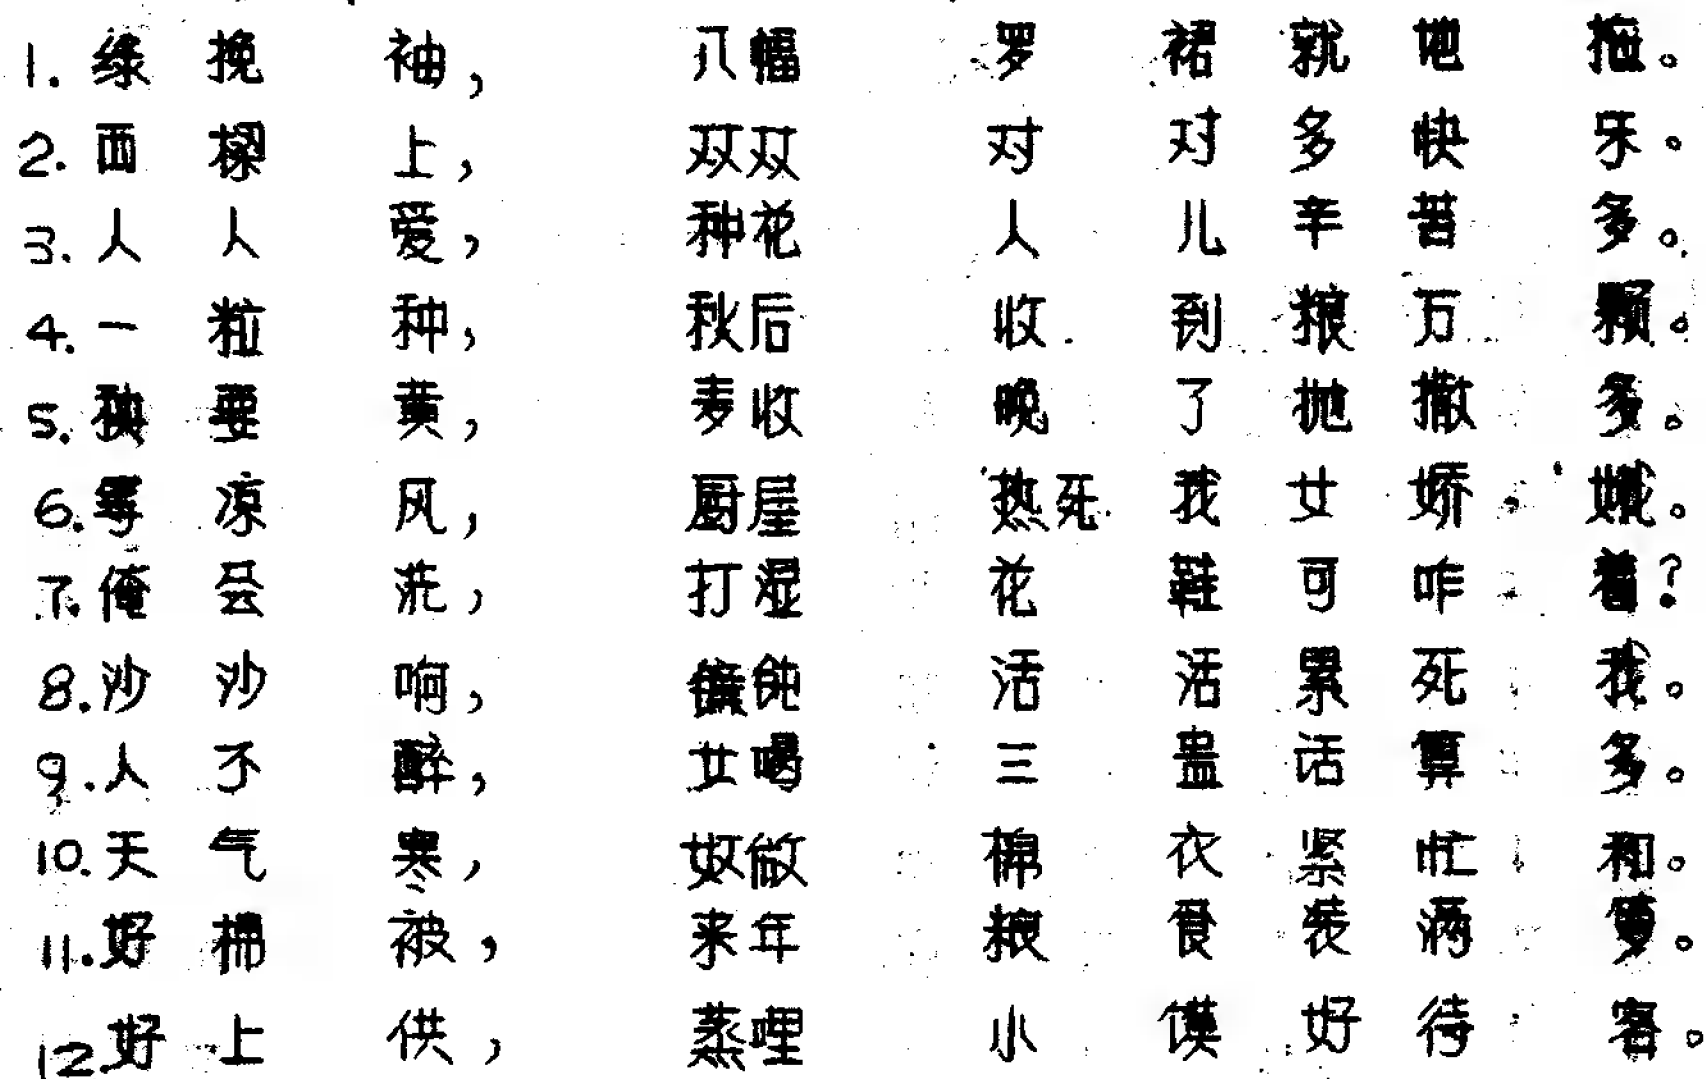 1. 绿挽袖，八幅罗裙就地拖。
2. 面樑上，双双对对多快乐。
3. 人人爱，种花人儿辛苦多。
4. 一粒种，秋后收到粮万颗。
5. 要黄，麦收晚了抛撒多。
6. 等凉风，厨屋热死我女娇娥。
7. 俺去洗，打湿花鞋可咋着？
8. 沙沙响，饨活活累死我。
9. 人不醉，女喝三盅话算多。
10. 天气寒，奴做棉衣紧忙和。
11. 好棉被，来年粮食装满箩。
12. 好上供，蒸哩小馍好待客。